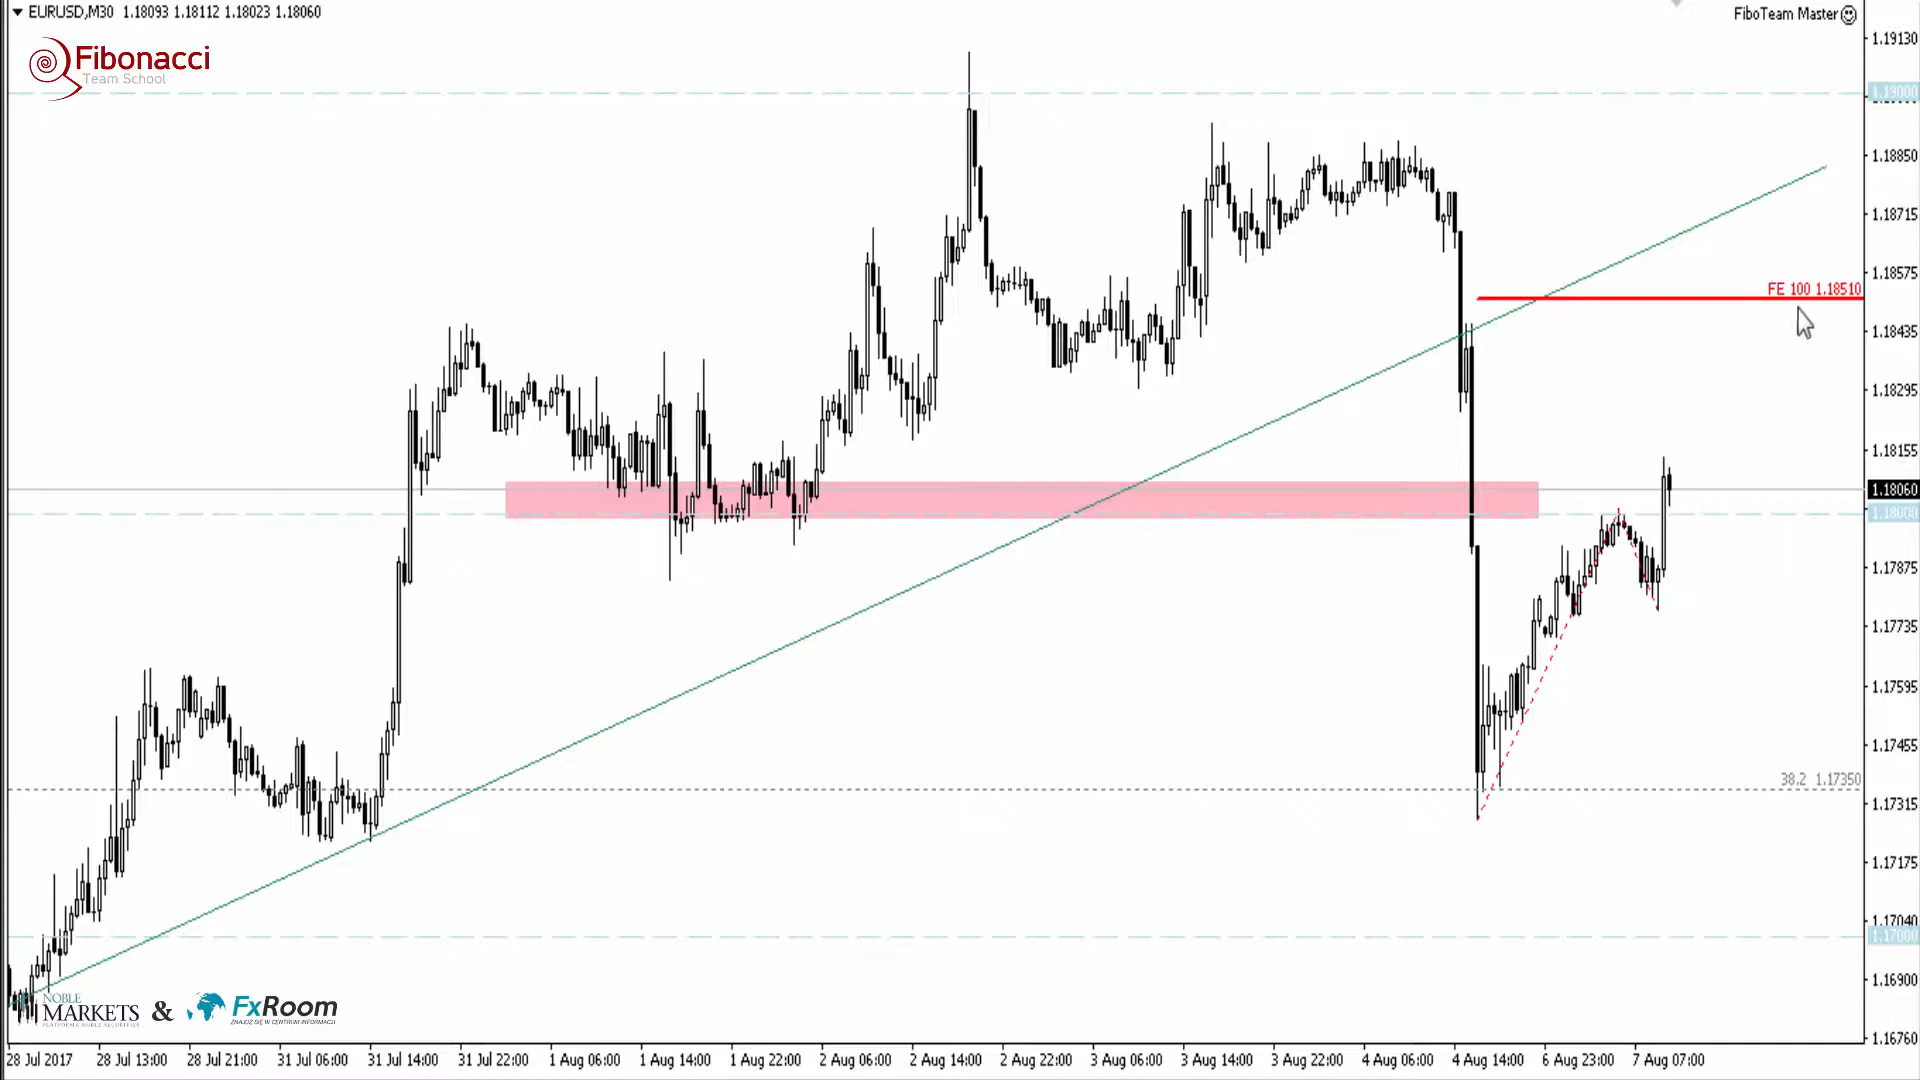 EURUSD,M30 1.18093 1.18112 1.18023 1.18060
FiboTeam Master
Fibonacci
Team School
1.19130
1.19000
1.18850
1.18715
1.18575
FE 100 1.18510
1.18435
1.18295
1.18155
1.18060
1.18000
1.17875
1.17735
1.17595
1.17455
38.2 1.17350
1.17315
1.17175
1.17040
1.17000
1.16900
1.16760
NOBLE
MARKETS & FxRoom
PLATFORMA NOBLE SECURITIES
ZNAJDŹ SIĘ W CENTRUM INFORMACJI
28 Jul 2017 28 Jul 13:00 28 Jul 21:00 31 Jul 06:00 31 Jul 14:00 31 Jul 22:00 1 Aug 06:00 1 Aug 14:00 1 Aug 22:00 2 Aug 06:00 2 Aug 14:00 2 Aug 22:00 3 Aug 06:00 3 Aug 14:00 3 Aug 22:00 4 Aug 06:00 4 Aug 14:00 6 Aug 23:00 7 Aug 07:00